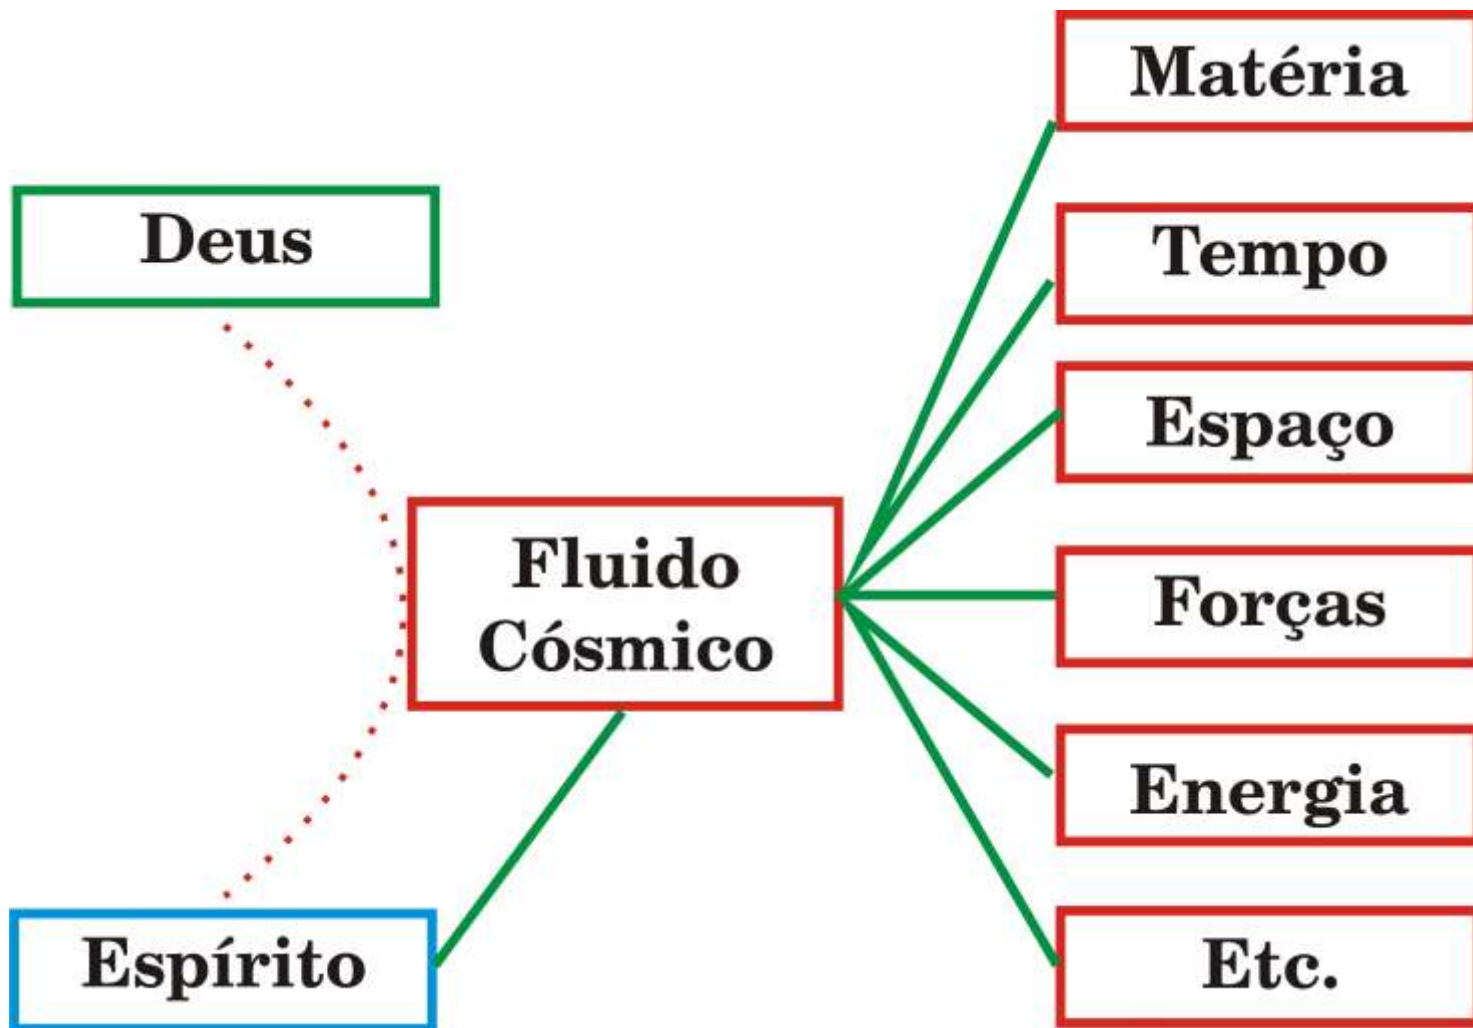 Deus
Fluido
Cósmico
Espírito
Matéria
Tempo
Espaço
Forças
Energia
Etc.